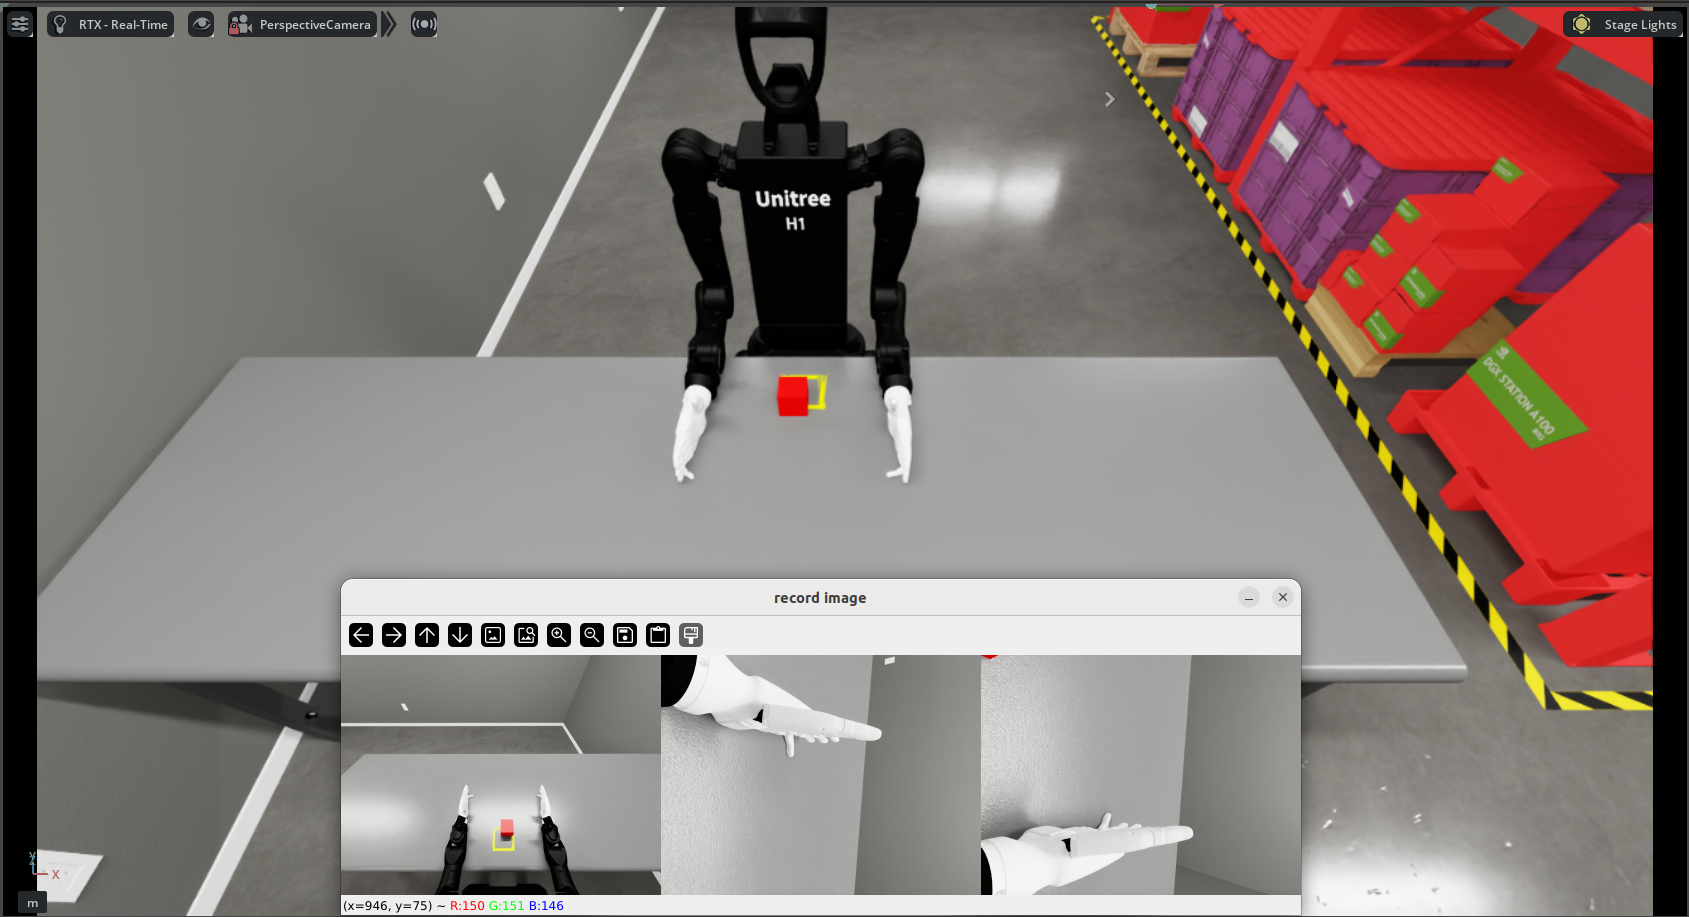 RTX - Real-Time
PerspectiveCamera
Stage Lights
Unitree
H1
DGX STATION A100
record image
Y
X
m
(x=946, y=75) ~ R:150 G:151 B:146